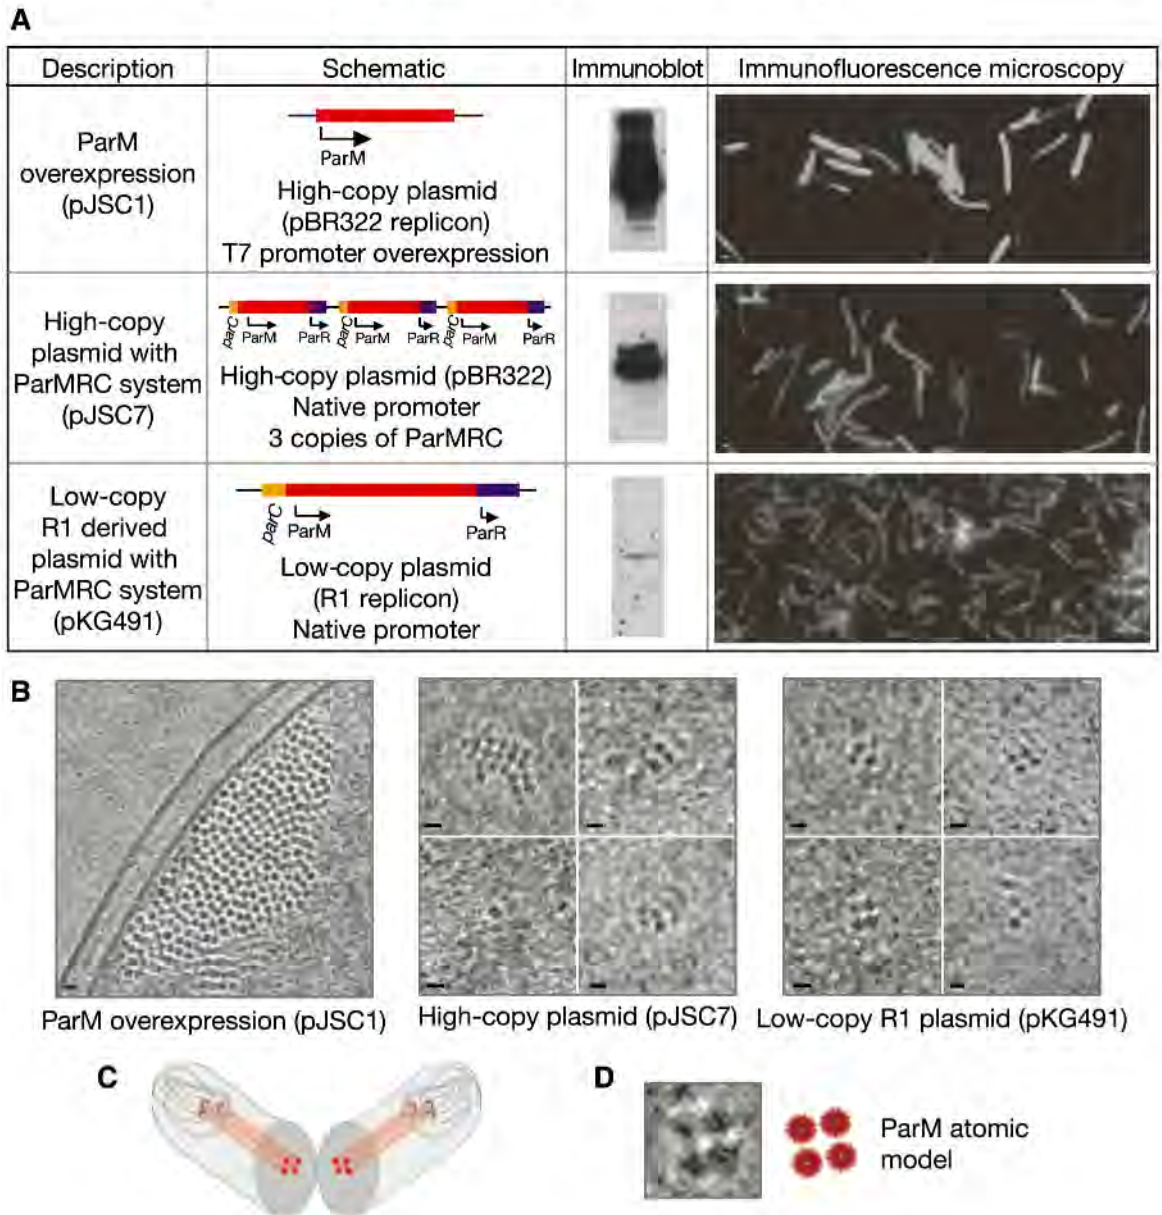 A
Description
Schematic
Immunoblot
Immunofluorescence microscopy
ParM
overexpression
(pJSC1)
ParM
High-copy plasmid
(pBR322 replicon)
T7 promoter overexpression
High-copy
plasmid with
ParMRC system
(pJSC7)
parC
ParM
ParR
parC
ParM
ParR
parC
ParM
ParR
High-copy plasmid (pBR322)
Native promoter
3 copies of ParMRC
Low-copy
R1 derived
plasmid with
ParMRC system
(pKG491)
parC
ParM
ParR
Low-copy plasmid
(R1 replicon)
Native promoter
B
ParM overexpression (pJSC1)
High-copy plasmid (pJSC7)
Low-copy R1 plasmid (pKG491)
C
D
ParM atomic
model